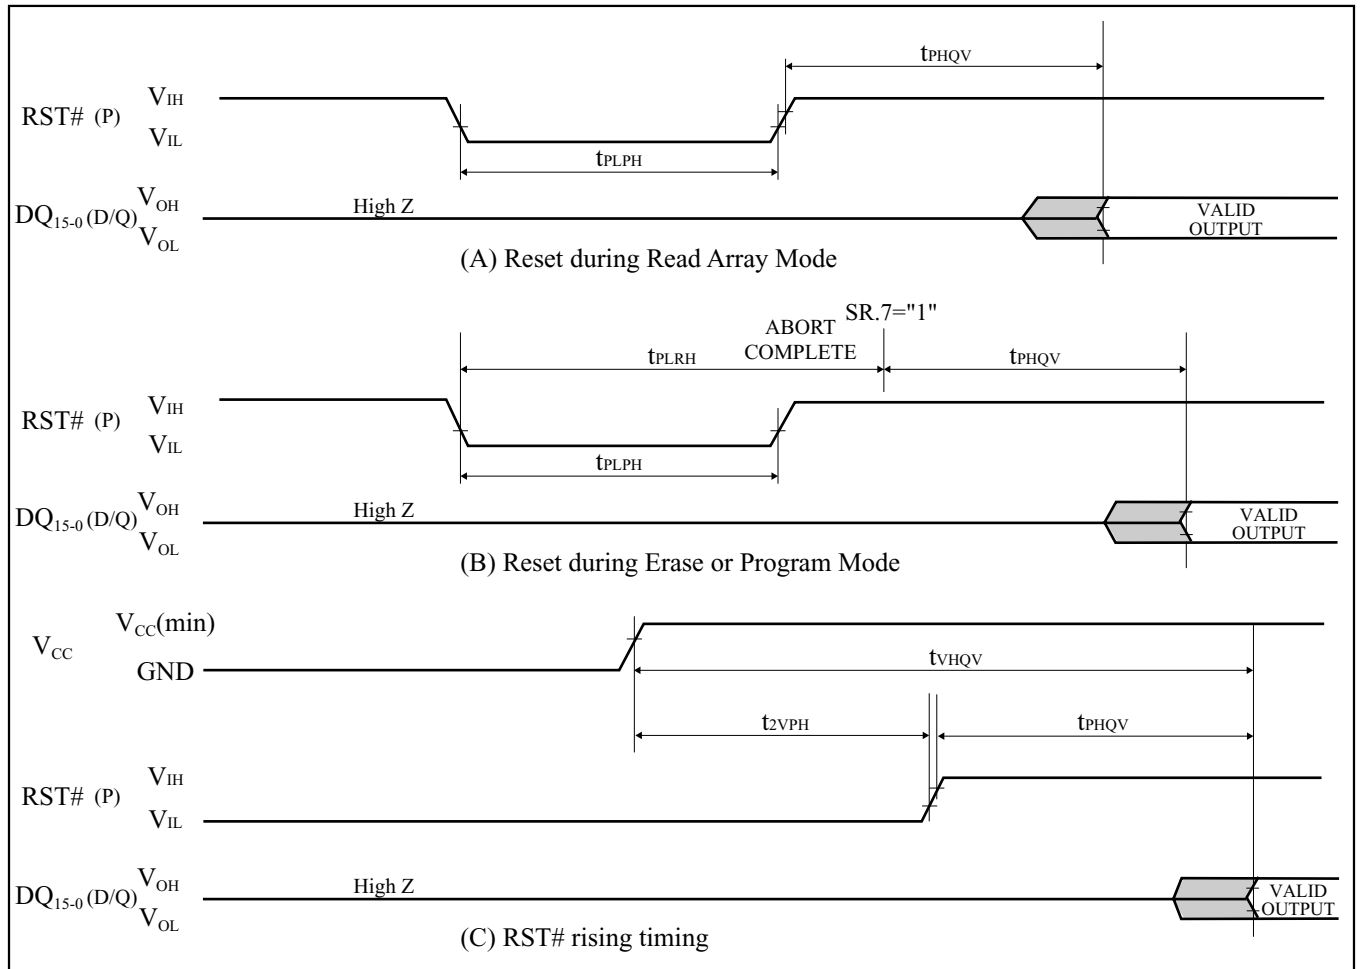 tPHQV
VIH
RST# (P)
VIL
tPLPH
VOH
High Z
DQ15-0 (D/Q)
VALID
OUTPUT
VOL
(A) Reset during Read Array Mode
SR.7="1"
ABORT
COMPLETE
tPLRH
tPHQV
VIH
RST# (P)
VIL
tPLPH
VOH
High Z
DQ15-0 (D/Q)
VALID
OUTPUT
VOL
(B) Reset during Erase or Program Mode
VCC(min)
VCC
GND
tVHQV
t2VPH
tPHQV
VIH
RST# (P)
VIL
VOH
High Z
DQ15-0 (D/Q)
VALID
OUTPUT
VOL
(C) RST# rising timing